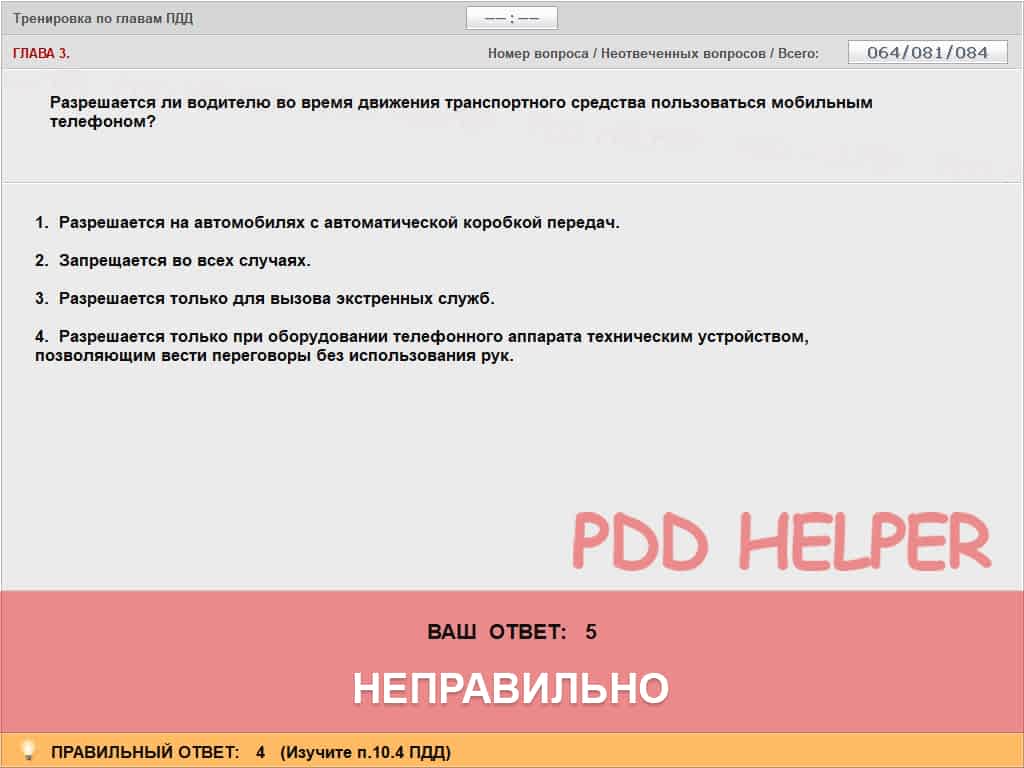 Тренировка по главам ПДД
–– : ––
ГЛАВА 3.
Номер вопроса / Неотвеченных вопросов / Всего:
064/081/084
Разрешается ли водителю во время движения транспортного средства пользоваться мобильным
телефоном?
1. Разрешается на автомобилях с автоматической коробкой передач.
2. Запрещается во всех случаях.
3. Разрешается только для вызова экстренных служб.
4. Разрешается только при оборудовании телефонного аппарата техническим устройством,
позволяющим вести переговоры без использования рук.
PDD HELPER
ВАШ ОТВЕТ: 5
НЕПРАВИЛЬНО
ПРАВИЛЬНЫЙ ОТВЕТ: 4 (Изучите п.10.4 ПДД)